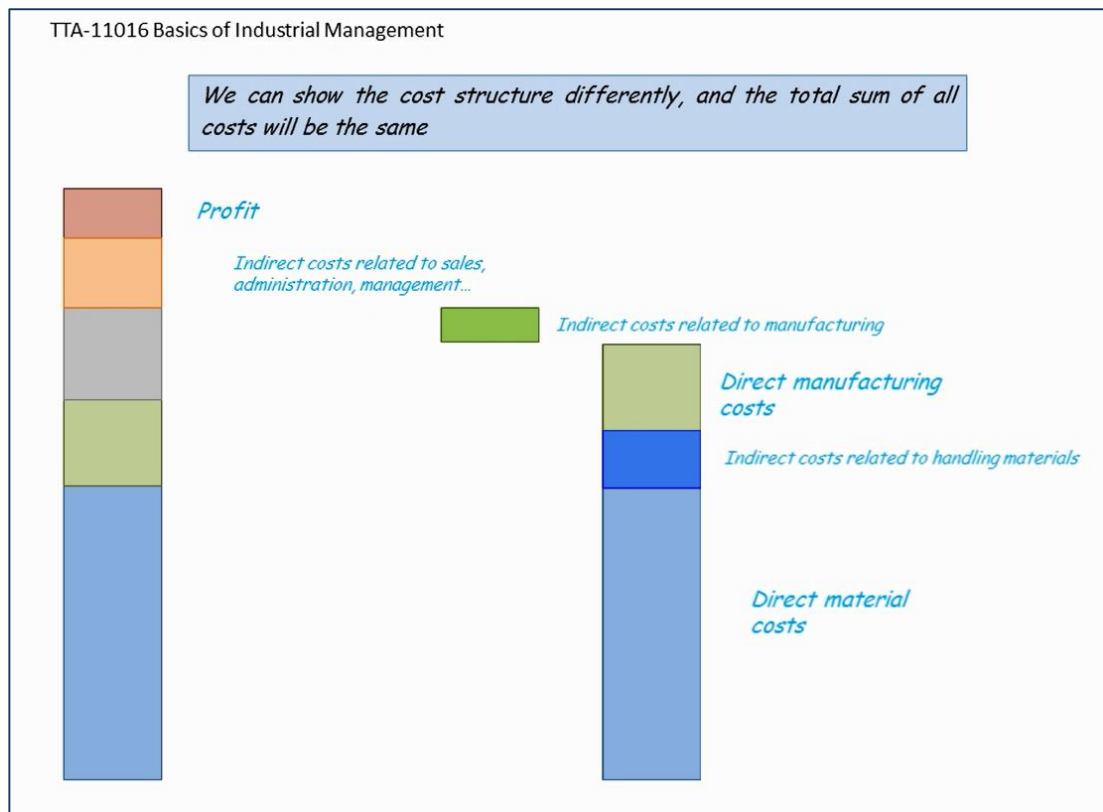 TTA-11016 Basics of Industrial Management
We can show the cost structure differently, and the total sum of all
costs will be the same
Profit
Indirect costs related to sales,
administration, management...
Indirect costs related to manufacturing
Direct manufacturing
costs
Indirect costs related to handling materials
Direct material
costs